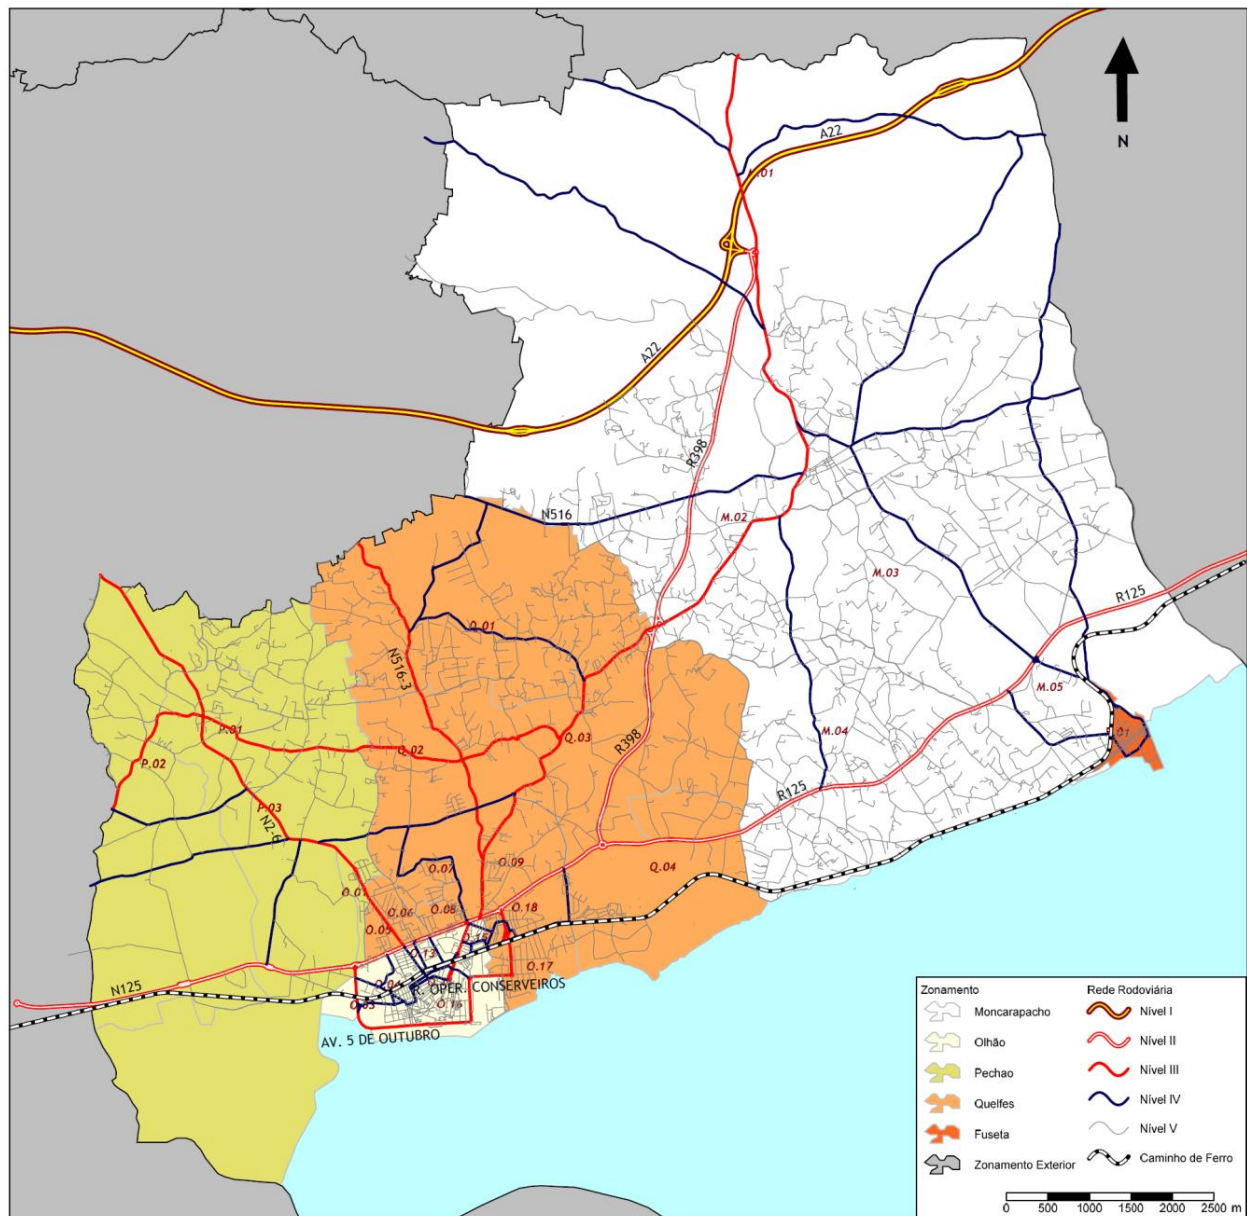 A22
N
M.01
A22
R398
N516
M.02
M.03
R125
Q.01
N516-3
M.05
P.01
Q.02
Q.03
R398
M.04
P.02
R125
P.03
N2-6
Q.04
O.09
O.07
O.01
O.06
O.08
O.18
O.05
O.13
O.17
N125
O.03
O.16
R. OPER. CONSERVEIROS
AV. 5 DE OUTUBRO
Zonamento
Moncarapacho
Olhão
Pechao
Quelfes
Fuseta
Zonamento Exterior
Rede Rodoviária
Nível I
Nível II
Nível III
Nível IV
Nível V
Caminho de Ferro
0 500 1000 1500 2000 2500 m